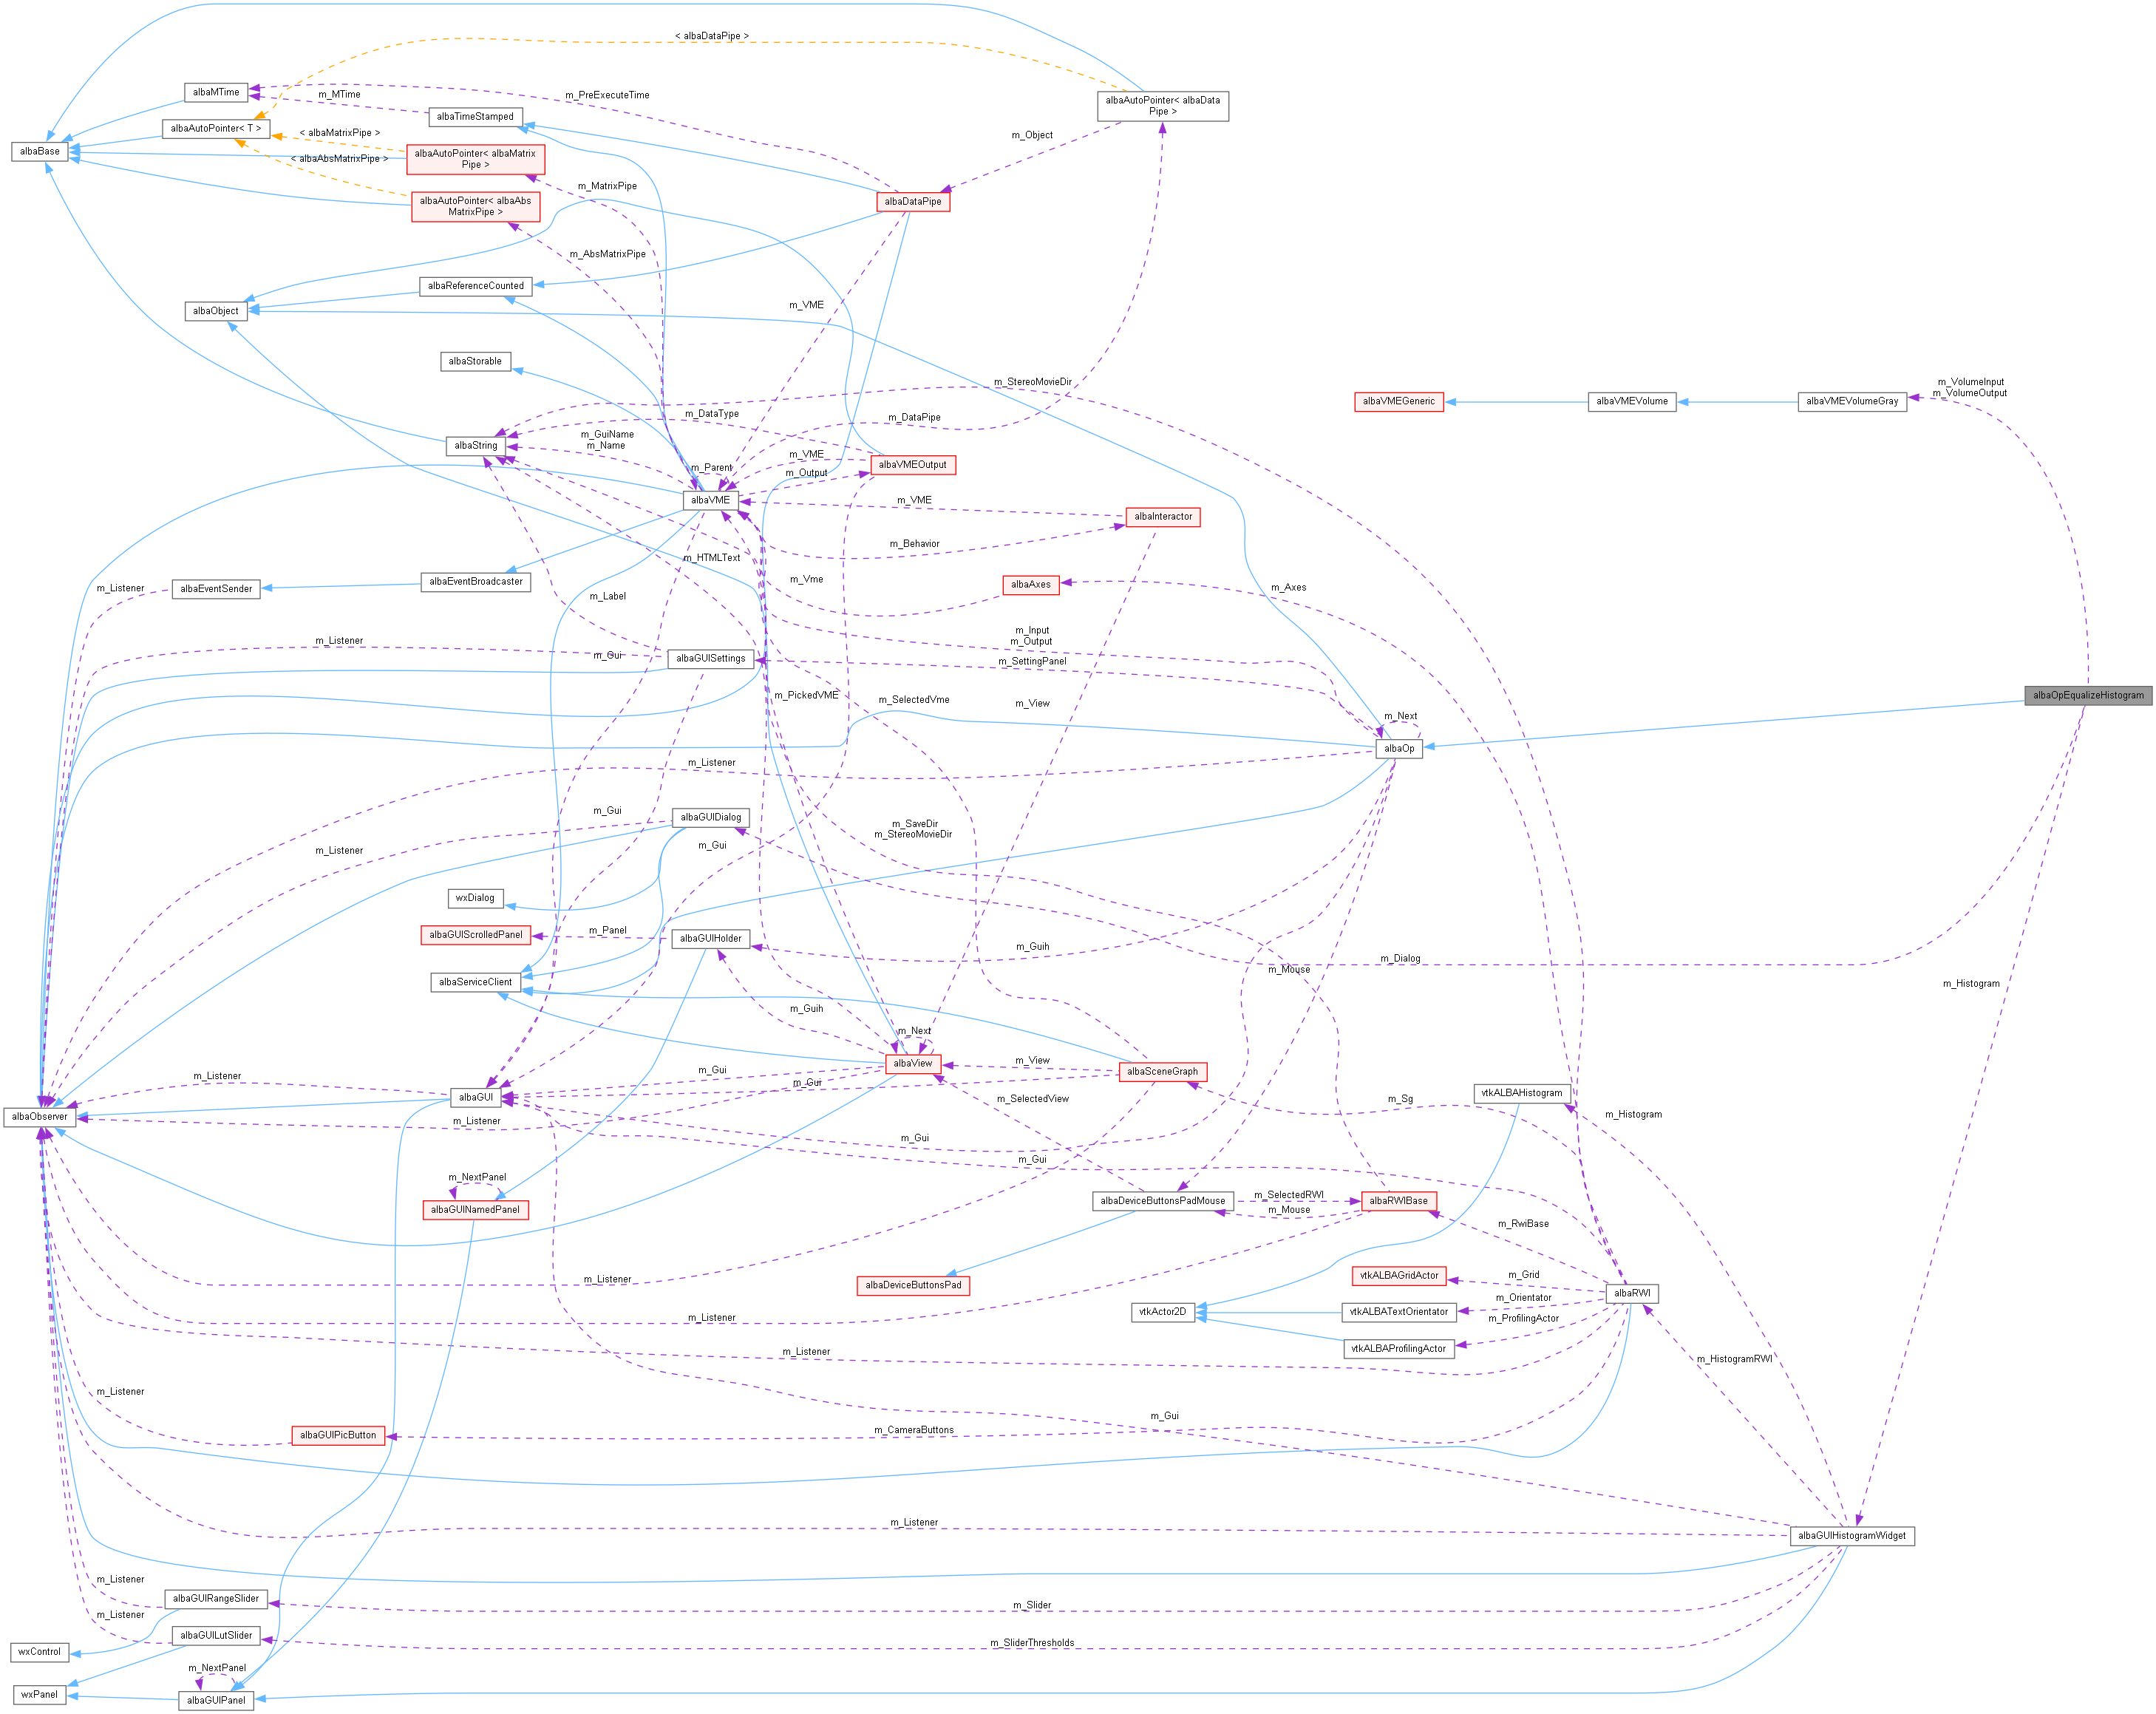 < albaDataPipe >
albaMTime
m_MTime
m_PreExecuteTime
albaAutoPointer< albaData
Pipe >
albaTimeStamped
albaAutoPointer< T >
< albaMatrixPipe >
m_Object
albaBase
< albaAbsMatrixPipe >
albaAutoPointer< albaMatrix
Pipe >
m_MatrixPipe
albaAutoPointer< albaAbs
MatrixPipe >
albaDataPipe
m_AbsMatrixPipe
albaReferenceCounted
albaObject
m_VME
albaStorable
m_StereoMovieDir
m_VolumeInput
m_VolumeOutput
albaVMEGeneric
albaVMEVolume
albaVMEVolumeGray
m_DataType
m_DataPipe
m_GuiName
m_Name
albaString
m_Parent
m_VME
albaVMEOutput
m_Output
albaVME
m_VME
albaInteractor
m_Behavior
m_HTMLText
albaEventBroadcaster
albaEventSender
m_Listener
m_Label
m_Vme
albaAxes
m_Axes
m_Listener
m_Input
m_Output
m_Gui
albaGUISettings
m_SettingPanel
m_PickedVME
m_SelectedVme
m_View
albaOpEqualizeHistogram
m_Next
albaOp
m_Listener
m_Gui
albaGUIDialog
m_SaveDir
m_StereoMovieDir
m_Listener
m_Gui
wxDialog
albaGUIScrolledPanel
m_Panel
albaGUIHolder
m_Guih
m_Dialog
albaServiceClient
m_Mouse
m_Histogram
m_Guih
m_Next
albaView
m_View
albaSceneGraph
m_Listener
m_Gui
m_Gui
albaGUI
m_SelectedView
m_Sg
vtkALBAHistogram
m_Histogram
albaObserver
m_Listener
m_Gui
m_Gui
m_NextPanel
albaGUINamedPanel
albaDeviceButtonsPadMouse
m_SelectedRWI
m_Mouse
albaRWIBase
m_RwiBase
m_Listener
albaDeviceButtonsPad
vtkALBAGridActor
m_Grid
albaRWI
m_Orientator
vtkActor2D
vtkALBATextOrientator
m_Listener
m_ProfilingActor
vtkALBAProfilingActor
m_Listener
m_HistogramRWI
m_Listener
m_Gui
albaGUIPicButton
m_CameraButtons
m_Listener
albaGUIHistogramWidget
m_Listener
albaGUIRangeSlider
m_Slider
m_Listener
albaGUILutSlider
m_SliderThresholds
wxControl
m_NextPanel
wxPanel
albaGUIPanel